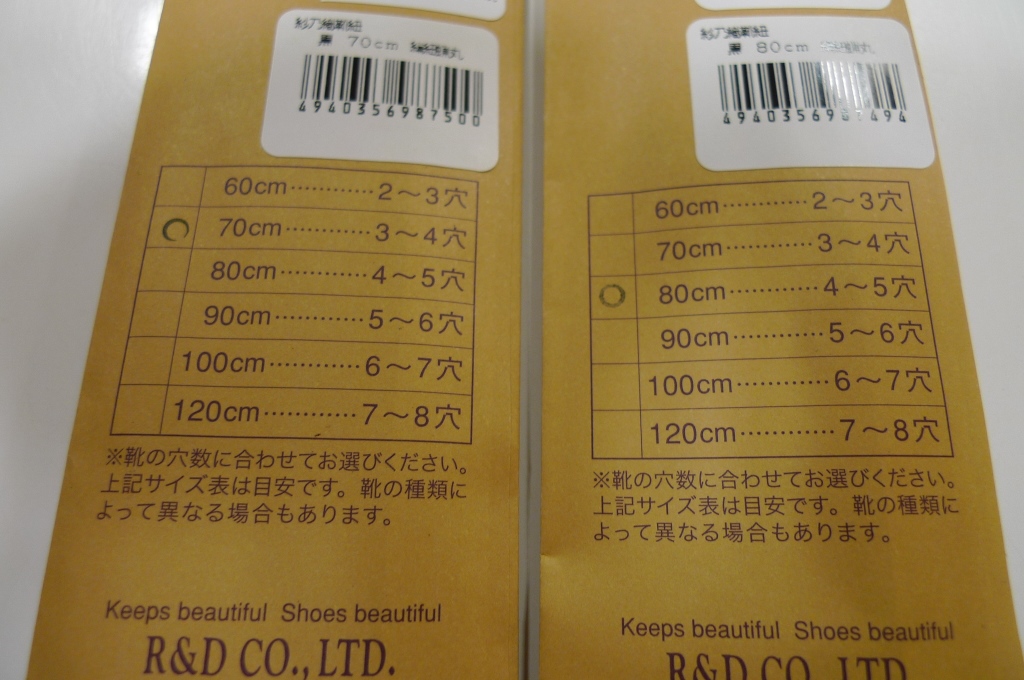 黒 70cm
4940356987500
60cm…………2～3穴
70cm…………3～4穴
80cm…………4～5穴
90cm…………5～6穴
100cm…………6～7穴
120cm…………7～8穴
※靴の穴数に合わせてお選びください。
上記サイズ表は目安です。靴の種類に
よって異なる場合もあります。
Keeps beautiful Shoes beautiful
R&D CO.,LTD.
黒 80cm
4940356987494
60cm…………2～3穴
70cm…………3～4穴
80cm…………4～5穴
90cm…………5～6穴
100cm…………6～7穴
120cm…………7～8穴
※靴の穴数に合わせてお選びください。
上記サイズ表は目安です。靴の種類に
よって異なる場合もあります。
Keeps beautiful Shoes beautiful
R&D CO.,LTD.